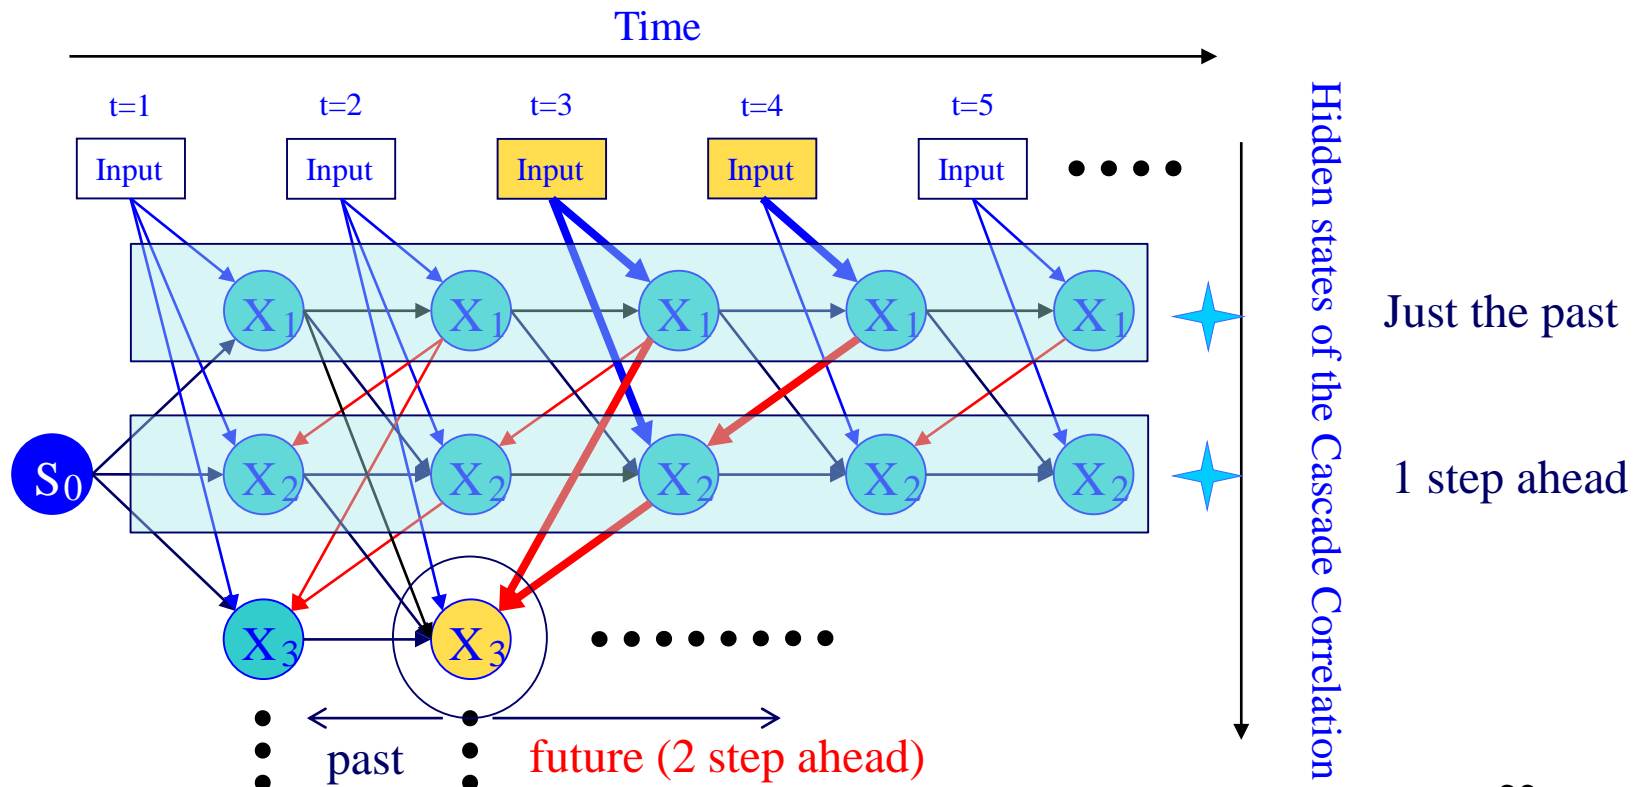 Time
t=1 t=2 t=3 t=4 t=5
Input Input Input Input Input
X1 X1 X1 X1 X1
Just the past
S0 X2 X2 X2 X2 X2
1 step ahead
X3 X3
past future (2 step ahead)
Hidden states of the Cascade Correlation